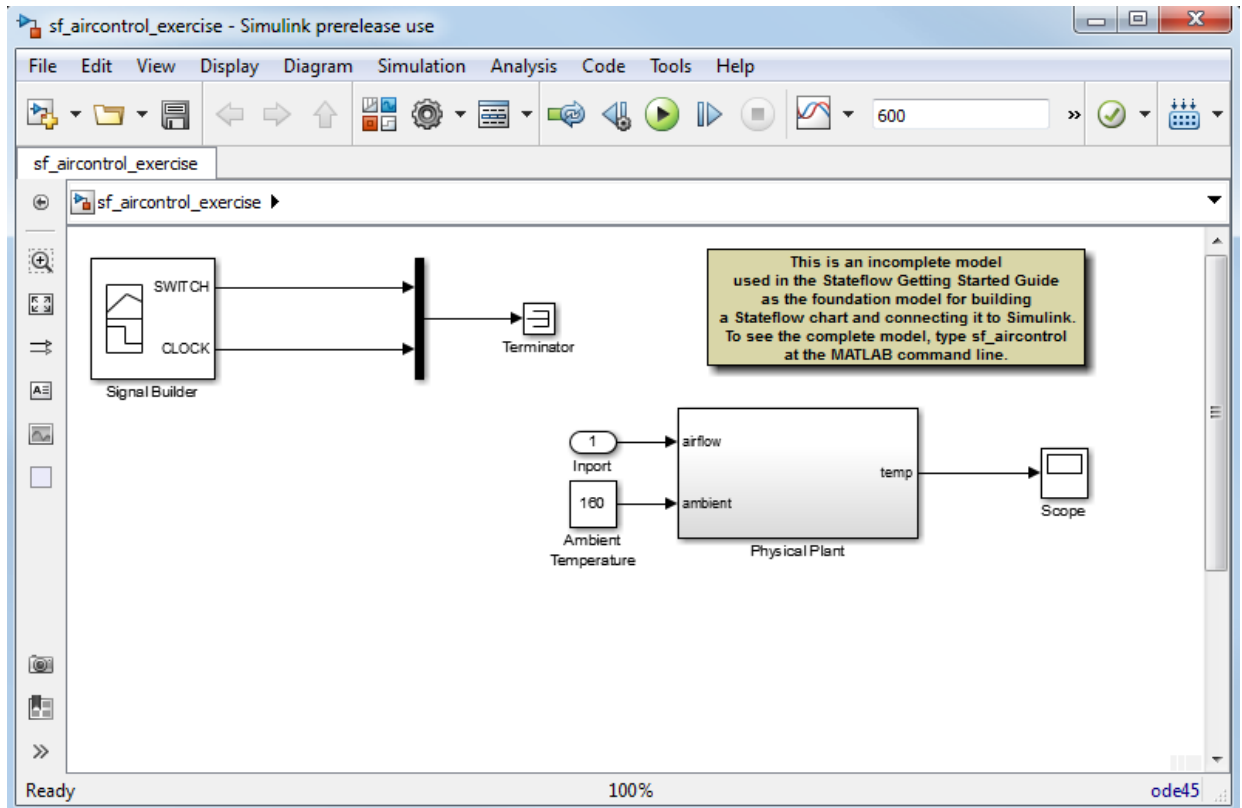 sf_aircontrol_exercise - Simulink prerelease use
File Edit View Display Diagram Simulation Analysis Code Tools Help
600
sf_aircontrol_exercise
sf_aircontrol_exercise
SWITCH
CLOCK
Signal Builder
Terminator
This is an incomplete model
used in the Stateflow Getting Started Guide
as the foundation model for building
a Stateflow chart and connecting it to Simulink.
To see the complete model, type sf_aircontrol
at the MATLAB command line.
1
Inport
160
Ambient
Temperature
airflow
ambient
temp
Physical Plant
Scope
Ready 100% ode45